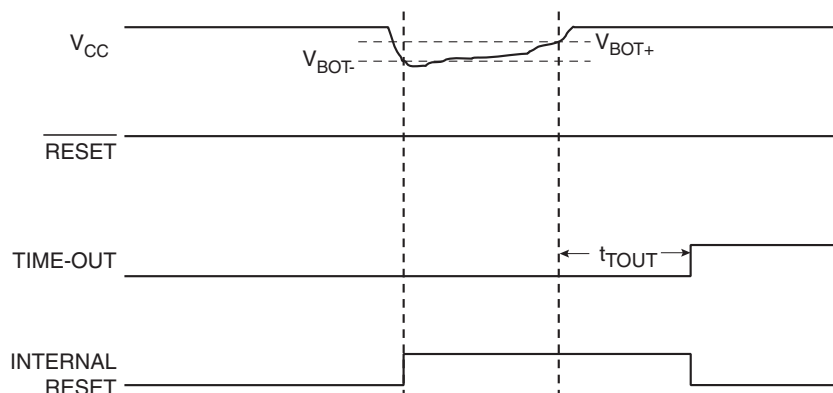 VCC
VBOT-
VBOT+
RESET
TIME-OUT
tTOUT
INTERNAL
RESET